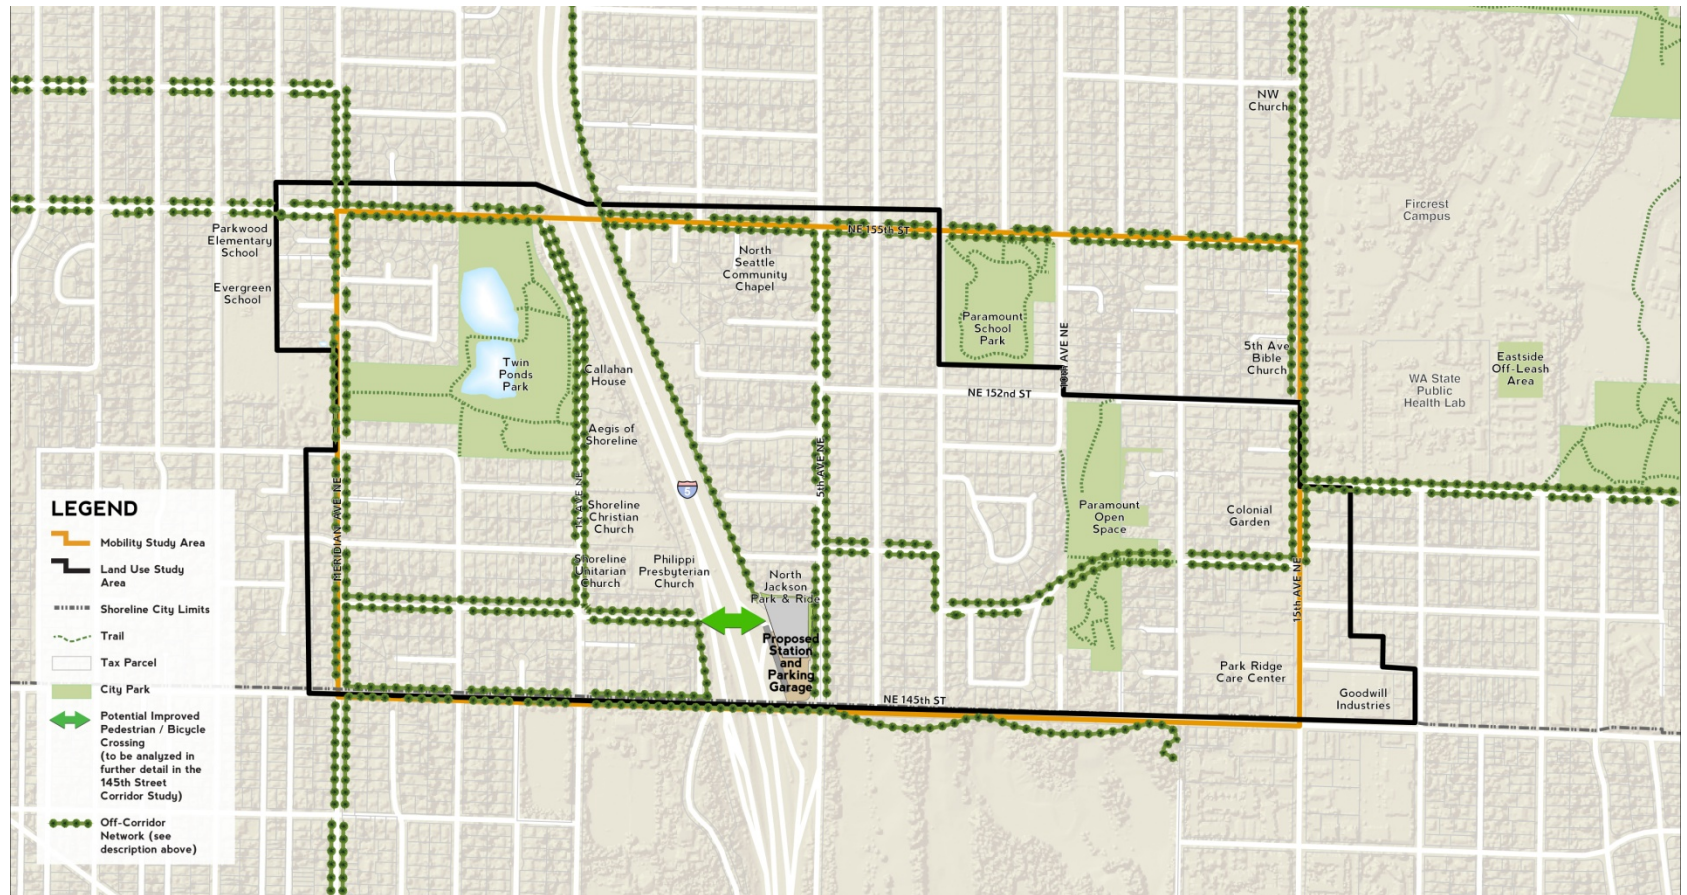 NW
Church
Fircrest
Campus
Parkwood
Elementary
School
NE 155th ST
North
Seattle
Community
Chapel
Evergreen
School
Paramount
School
Park
5th Ave
Bible
Church
Eastside
Off-Leash
Area
Twin
Ponds
Park
Callahan
House
WA State
Public
Health Lab
NE 152nd ST
Aegis of
Shoreline
5th AVE NE
5
MERIDIAN AVE NE
1st AVE NE
Shoreline
Christian
Church
Paramount
Open
Space
Colonial
Garden
Shoreline
Unitarian
Church
Philippi
Presbyterian
Church
North
Jackson
Park & Ride
15th AVE NE
Proposed
Station
and
Parking
Garage
Park Ridge
Care Center
NE 145th ST
Goodwill
Industries
LEGEND
Mobility Study Area
Land Use Study
Area
Shoreline City Limits
Trail
Tax Parcel
City Park
Potential Improved
Pedestrian / Bicycle
Crossing
(to be analyzed in
further detail in the
145th Street
Corridor Study)
Off-Corridor
Network (see
description above)